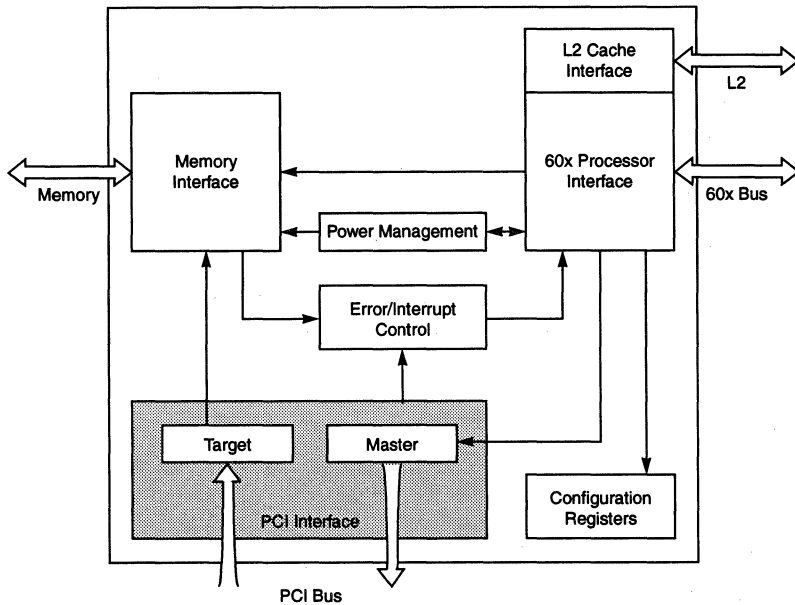 L2 Cache
Interface
L2
Memory
Interface
60x Processor
Interface
Memory
60x Bus
Power Management
Error/Interrupt
Control
Target
Master
PCI Interface
Configuration
Registers
PCI Bus